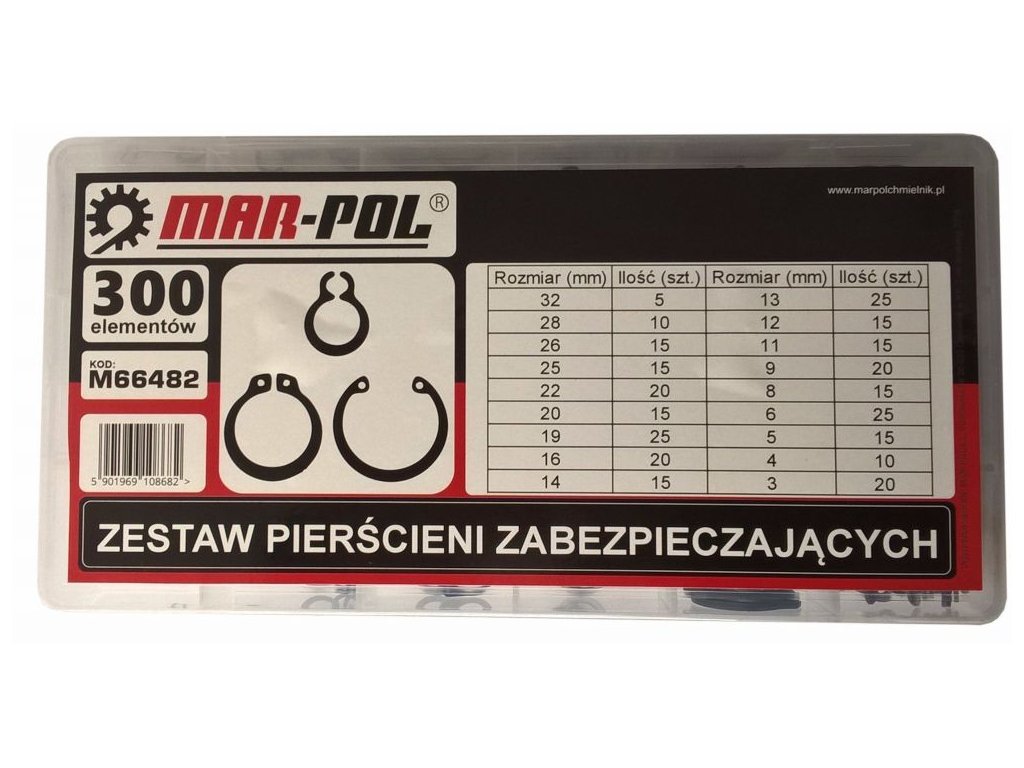 MAR-POL®
www.marpolchmielnik.pl
300
elementów
KOD:
M66482
5 901969 108682 >
Rozmiar (mm) Ilość (szt.) Rozmiar (mm) Ilość (szt.)
32 5 13 25
28 10 12 15
26 15 11 15
25 15 9 20
22 20 8 15
20 15 6 25
19 25 5 15
16 20 4 10
14 15 3 20
ZESTAW PIERŚCIENI ZABEZPIECZAJĄCYCH